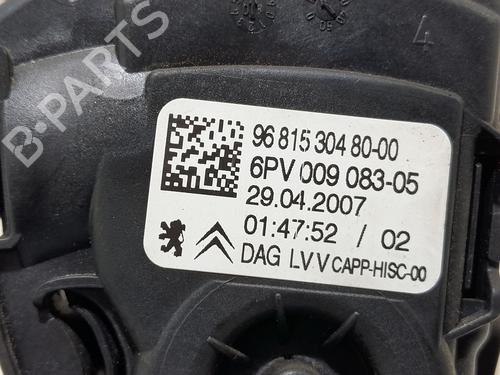 B-PARTS
4
96 815 304 80-00
6PV 009 083-05
29.04.2007
01:47:52 / 02
DAG LVV CAPP-HISC-00